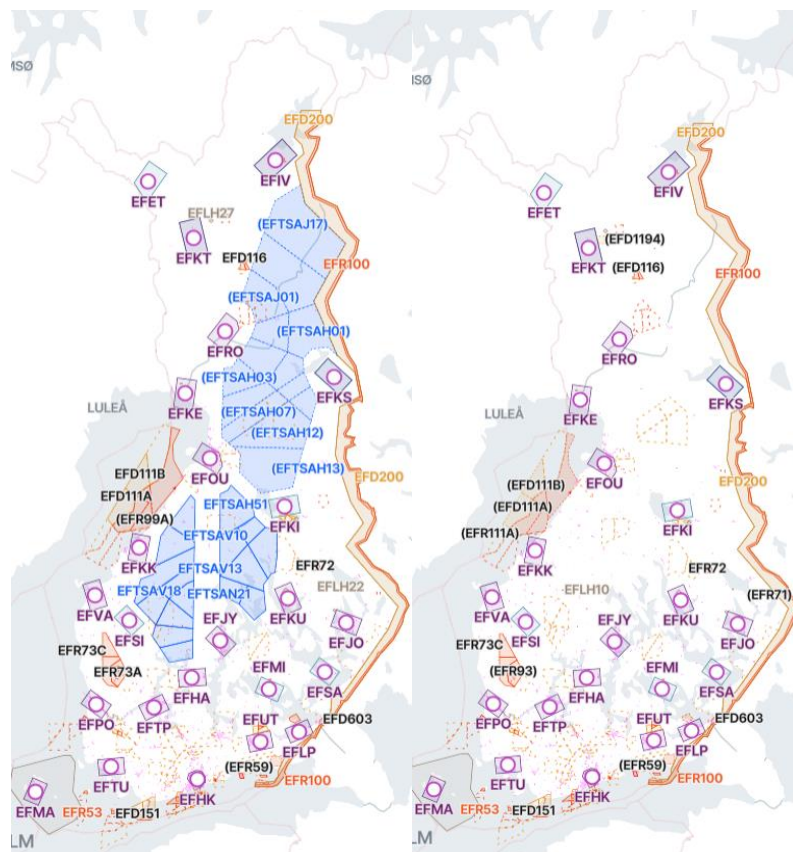 MSØ
EFD200
EFIV
EFET
EFLH27
(EFTSAJ17)
EFKT
EFD116
EFR100
(EFTSAJ01)
(EFTSAH01)
EFRO
(EFTSAH03)
EFKS
EFKE
LULEÅ
(EFTSAH07)
(EFTSAH12)
EFOU
(EFTSAH13)
EFD111B
EFD200
EFD111A
EFTSAH51
(EFR99A)
EFKI
EFTSAV10
EFKK
EFR72
EFTSAV13
EFTSAV18
EFTSAN21
EFLH22
EFVA
EFSI
EFJY
EFKU
EFJO
EFR73C
EFMI
EFR73A
EFHA
EFSA
EFPO
EFTP
EFUT
EFD603
EFLP
(EFR59)
EFTU
EFR100
EFMA
EFR53
EFD151
EFHK
LM
MSØ
EFD200
EFIV
EFET
(EFD1194)
EFKT
(EFD116)
EFR100
EFRO
EFKS
EFKE
LULEÅ
EFOU
EFD200
(EFD111B)
(EFD111A)
EFKI
(EFR111A)
EFKK
EFR72
EFLH10
(EFR71)
EFVA
EFSI
EFJY
EFKU
EFJO
EFR73C
EFMI
(EFR93)
EFHA
EFSA
EFPO
EFTP
EFUT
EFD603
EFLP
(EFR59)
EFTU
EFR100
EFMA
EFR53
EFD151
EFHK
LM